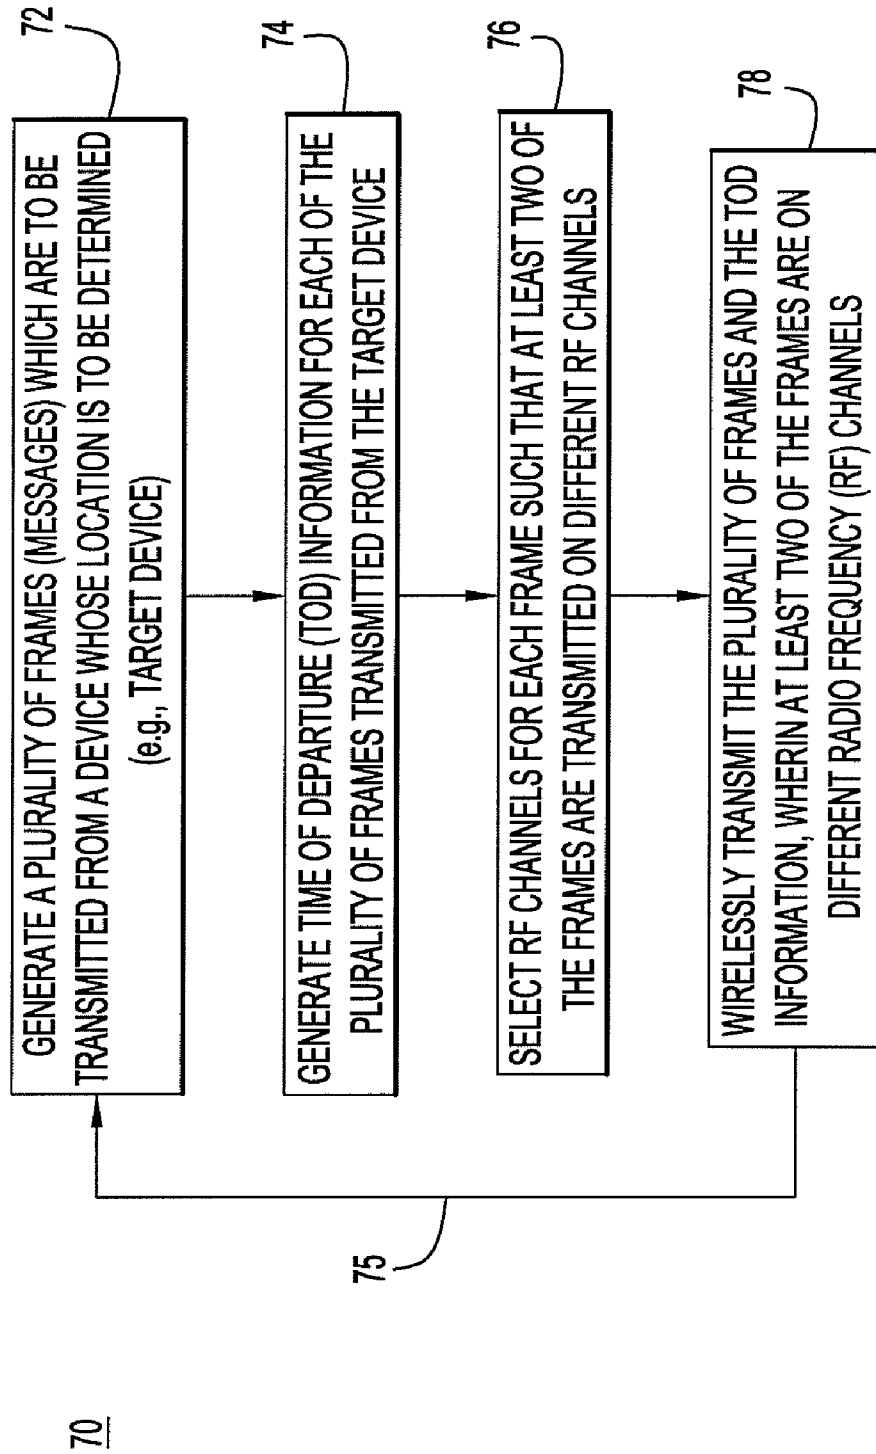 70
72
GENERATE A PLURALITY OF FRAMES (MESSAGES) WHICH ARE TO BE
TRANSMITTED FROM A DEVICE WHOSE LOCATION IS TO BE DETERMINED
(e.g., TARGET DEVICE)
74
GENERATE TIME OF DEPARTURE (TOD) INFORMATION FOR EACH OF THE
PLURALITY OF FRAMES TRANSMITTED FROM THE TARGET DEVICE
75
76
SELECT RF CHANNELS FOR EACH FRAME SUCH THAT AT LEAST TWO OF
THE FRAMES ARE TRANSMITTED ON DIFFERENT RF CHANNELS
78
WIRELESSLY TRANSMIT THE PLURALITY OF FRAMES AND THE TOD
INFORMATION, WHERIN AT LEAST TWO OF THE FRAMES ARE ON
DIFFERENT RADIO FREQUENCY (RF) CHANNELS